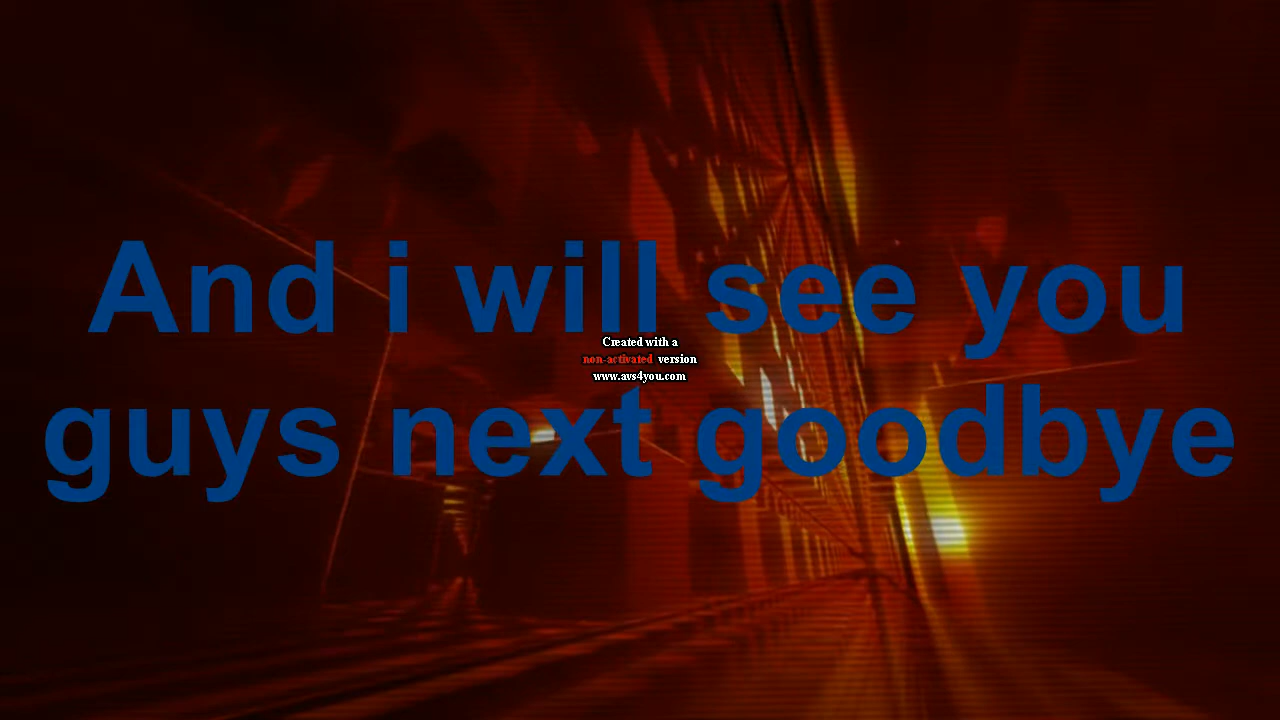 And i will see you
Created with a
non-activated version
www.avs4you.com
guys next goodbye